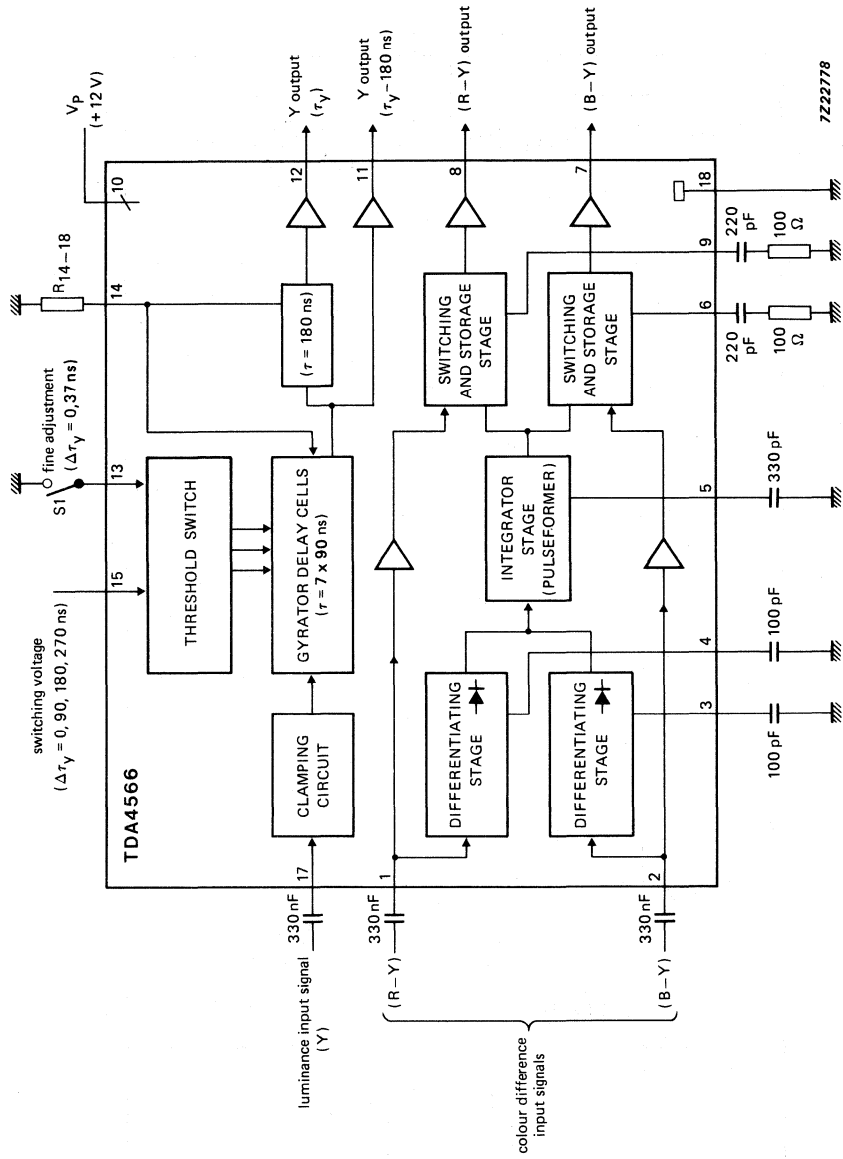 switching voltage
(Δτy = 0, 90, 180, 270 ns)
S1
fine adjustment
(Δτy = 0,37 ns)
R14–18
VP
(+ 12 V)
TDA4566
15
13
14
10
THRESHOLD SWITCH
luminance input signal
(Y)
330 nF
17
CLAMPING
CIRCUIT
GYRATOR DELAY CELLS
(τ = 7 x 90 ns)
(τ = 180 ns)
12
Y output
(τy)
11
Y output
(τy – 180 ns)
330 nF
(R–Y)
1
colour difference
input signals
DIFFERENTIATING
STAGE
DIFFERENTIATING
STAGE
INTEGRATOR
STAGE
(PULSEFORMER)
SWITCHING
AND STORAGE
STAGE
SWITCHING
AND STORAGE
STAGE
8
(R–Y) output
7
(B–Y) output
330 nF
(B–Y)
2
3
4
5
6
9
18
100 pF
100 pF
330 pF
220
pF
100
Ω
220
pF
100
Ω
7Z22778